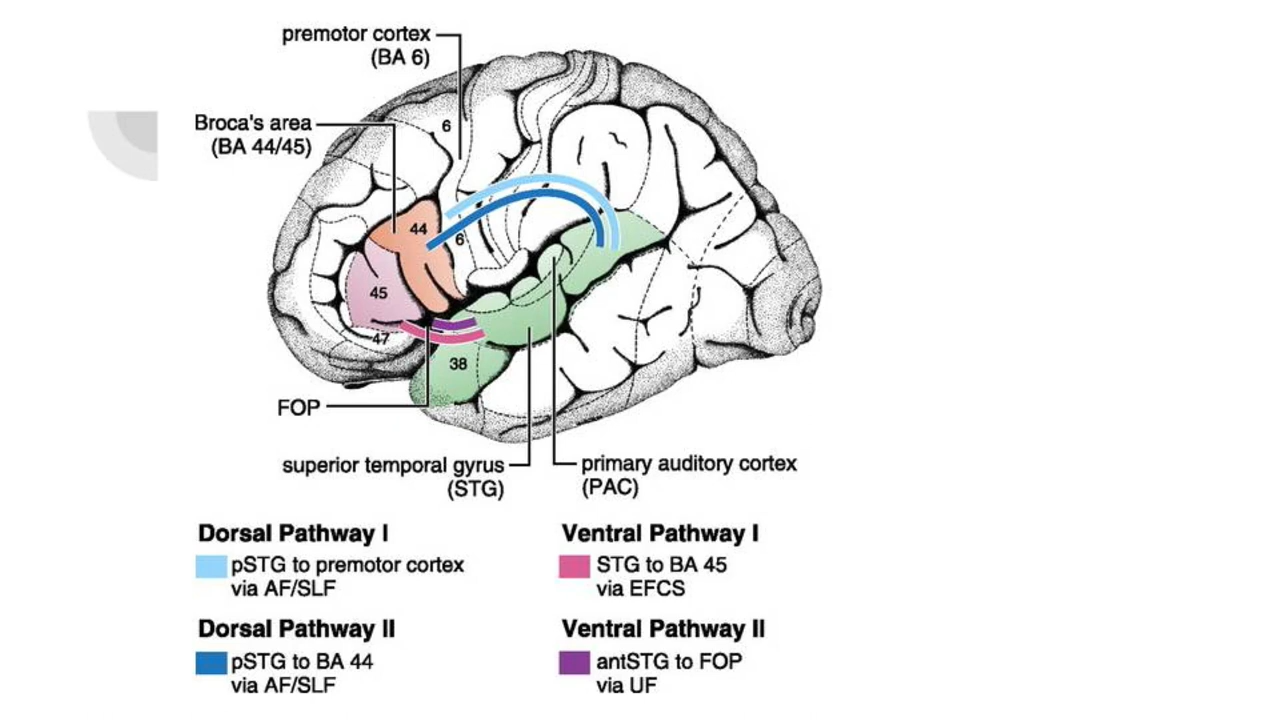 premotor cortex
(BA 6)
Broca's area
(BA 44/45)
6
44
6
45
47
38
FOP
superior temporal gyrus
(STG)
primary auditory cortex
(PAC)
Dorsal Pathway I
pSTG to premotor cortex
via AF/SLF
Dorsal Pathway II
pSTG to BA 44
via AF/SLF
Ventral Pathway I
STG to BA 45
via EFCS
Ventral Pathway II
antSTG to FOP
via UF